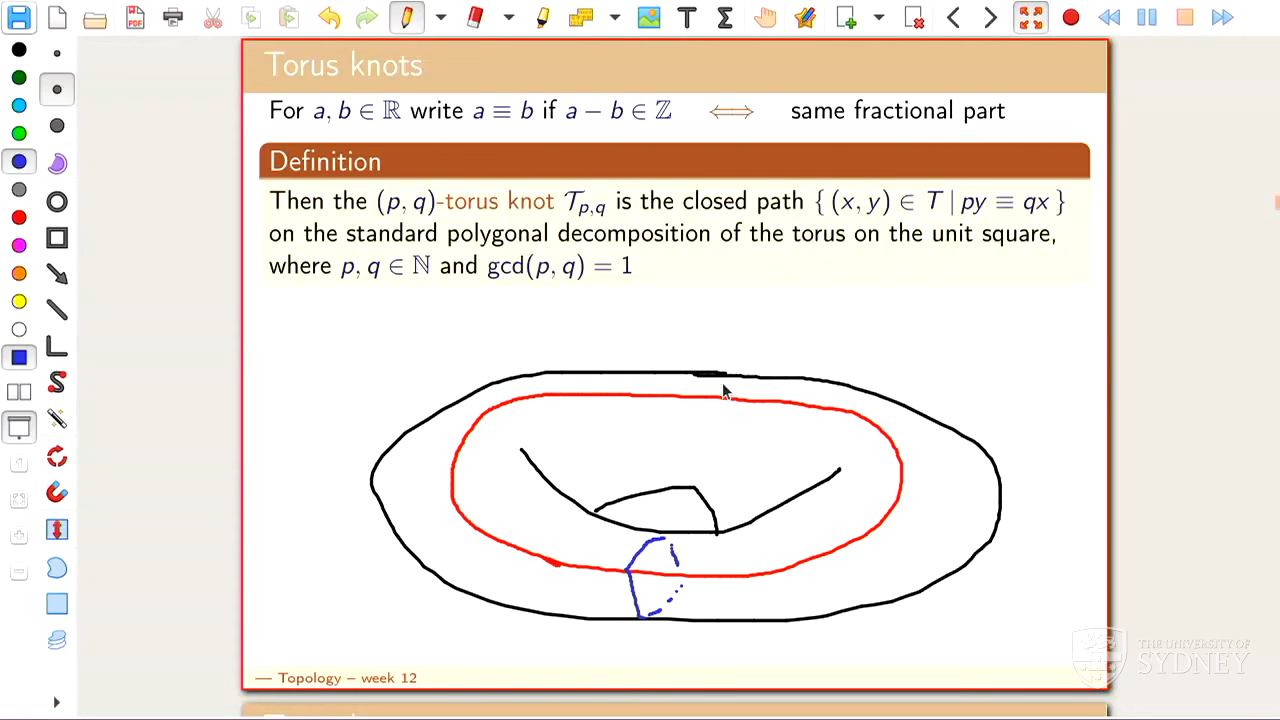 Torus knots
For a, b ∈ ℝ write a ≡ b if a − b ∈ ℤ ⟺ same fractional part
Definition
Then the (p, q)-torus knot 𝒯p,q is the closed path { (x, y) ∈ T | py ≡ qx }
on the standard polygonal decomposition of the torus on the unit square,
where p, q ∈ ℕ and gcd(p, q) = 1
THE UNIVERSITY OF
SYDNEY
— Topology – week 12